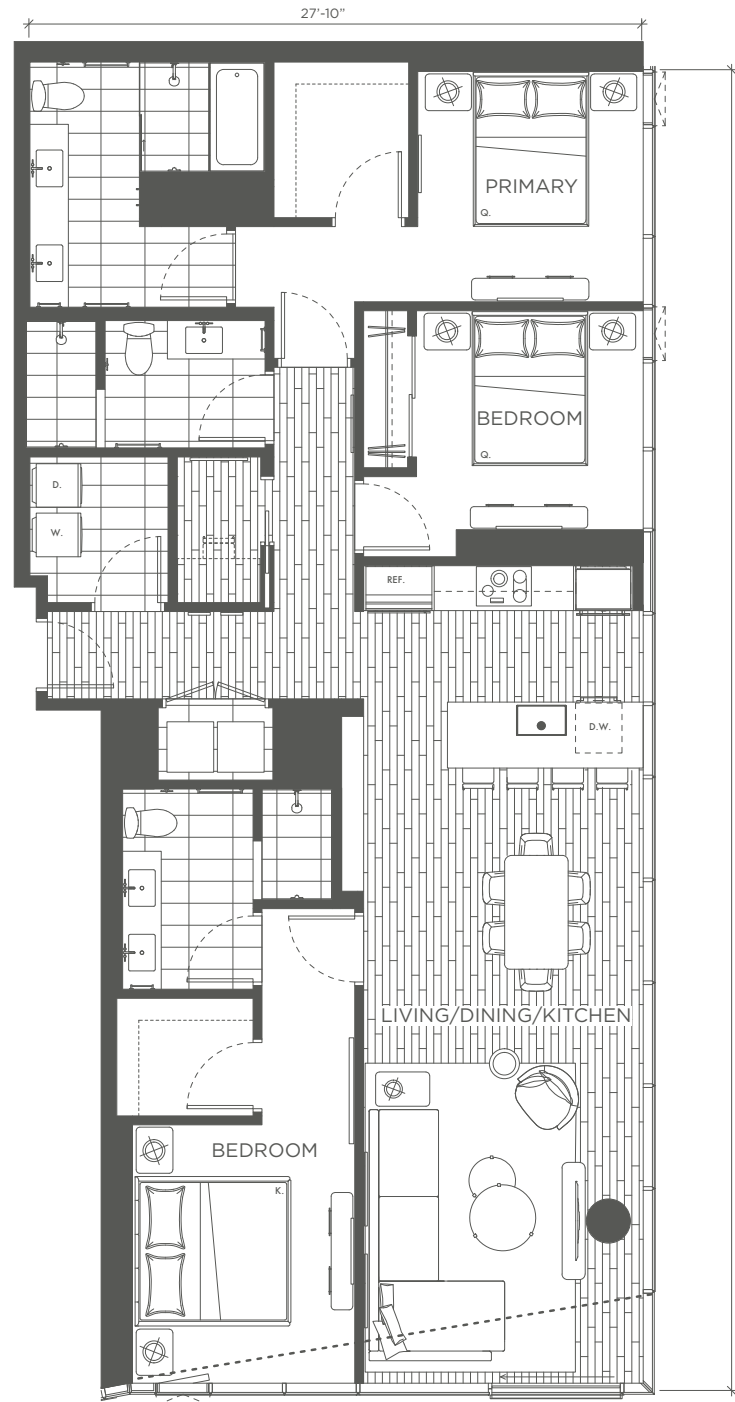 27'-10"
PRIMARY
Q.
BEDROOM
Q.
D.
W.
REF.
D.W.
LIVING/DINING/KITCHEN
BEDROOM
K.